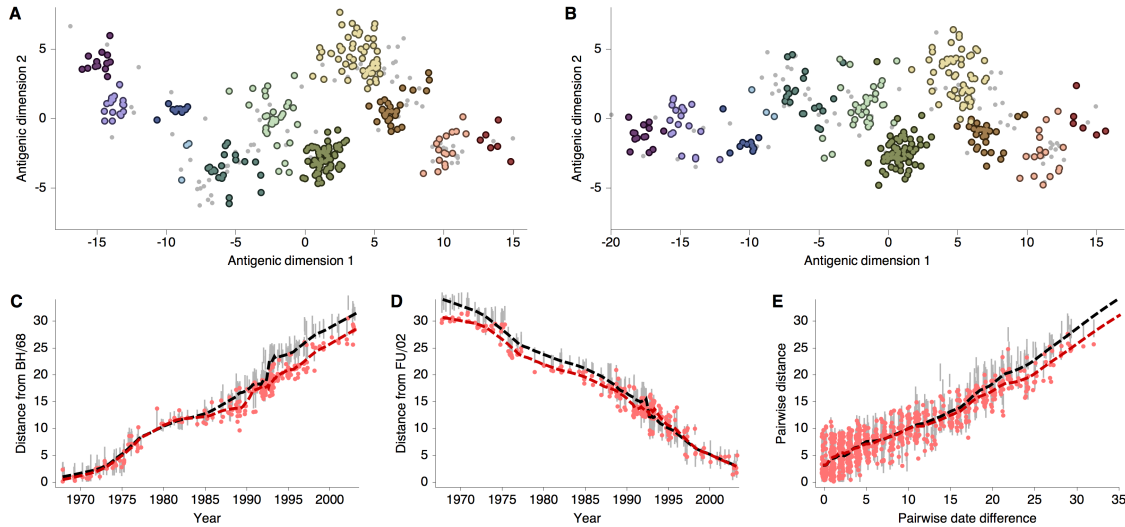 A
Antigenic dimension 2
5
0
-5
-15 -10 -5 0 5 10 15
Antigenic dimension 1
B
Antigenic dimension 2
5
0
-5
-20 -15 -10 -5 0 5 10 15
Antigenic dimension 1
C
Distance from BH/68
30
25
20
15
10
5
0
1970 1975 1980 1985 1990 1995 2000
Year
D
Distance from FU/02
30
25
20
15
10
5
0
1970 1975 1980 1985 1990 1995 2000
Year
E
Pairwise distance
30
25
20
15
10
5
0
0 5 10 15 20 25 30 35
Pairwise date difference